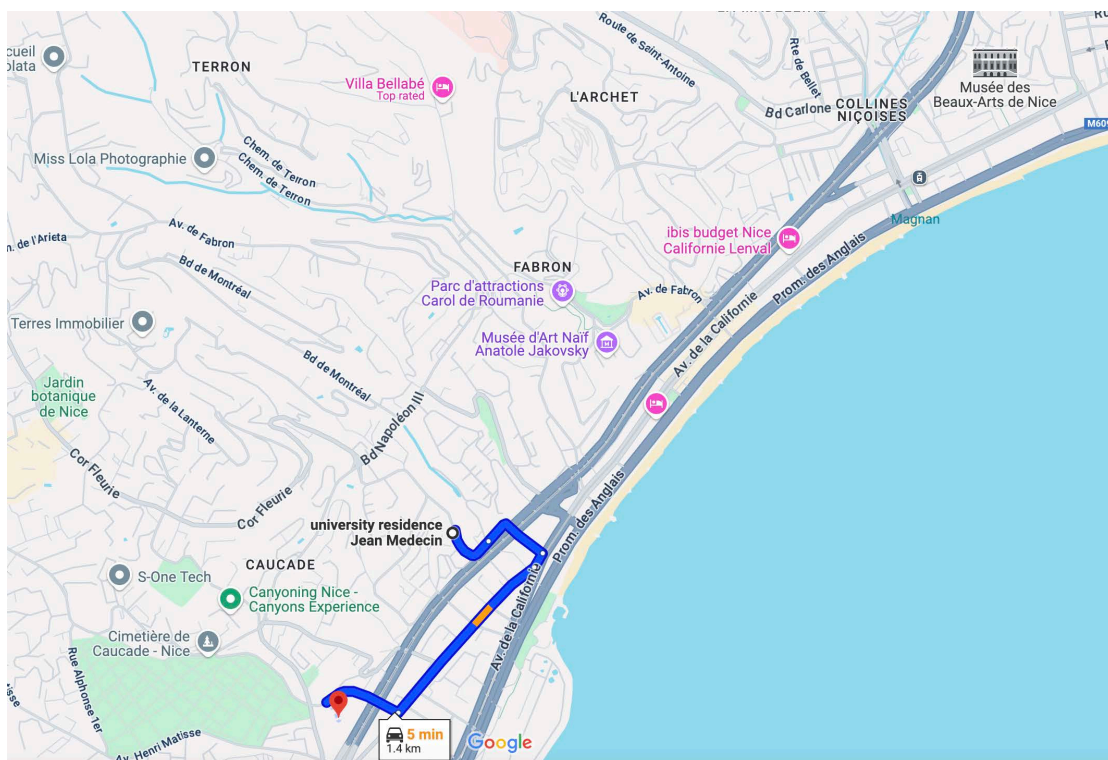 cueil
olata
TERRON
Villa Bellabé
Top rated
Route de Saint-Antoine
L'ARCHET
Rte de Bellet
Bd Carlone
COLLINES
NIÇOISES
Musée des
Beaux-Arts de Nice
Ru
M609
Miss Lola Photographie
Chem. de Terron
Chem. de Terron
n. de l'Arieta
Av. de Fabron
Bd de Montréal
FABRON
Parc d'attractions
Carol de Roumanie
Av. de Fabron
ibis budget Nice
Californie Lenval
Magnan
Prom. des Anglais
Av. de la Californie
Terres Immobilier
Musée d'Art Naïf
Anatole Jakovsky
Jardin
botanique
de Nice
Av. de la Lanterne
Bd de Montréal
Bd Napoléon III
Cor Fleurie
Cor Fleurie
university residence
Jean Medecin
Prom. des Anglais
Av. de la Californie
CAUCADE
S-One Tech
Canyoning Nice -
Canyons Experience
Cimetière de
Caucade - Nice
Rue Alphonse 1er
tisse
Av. Henri Matisse
5 min
1.4 km
Google